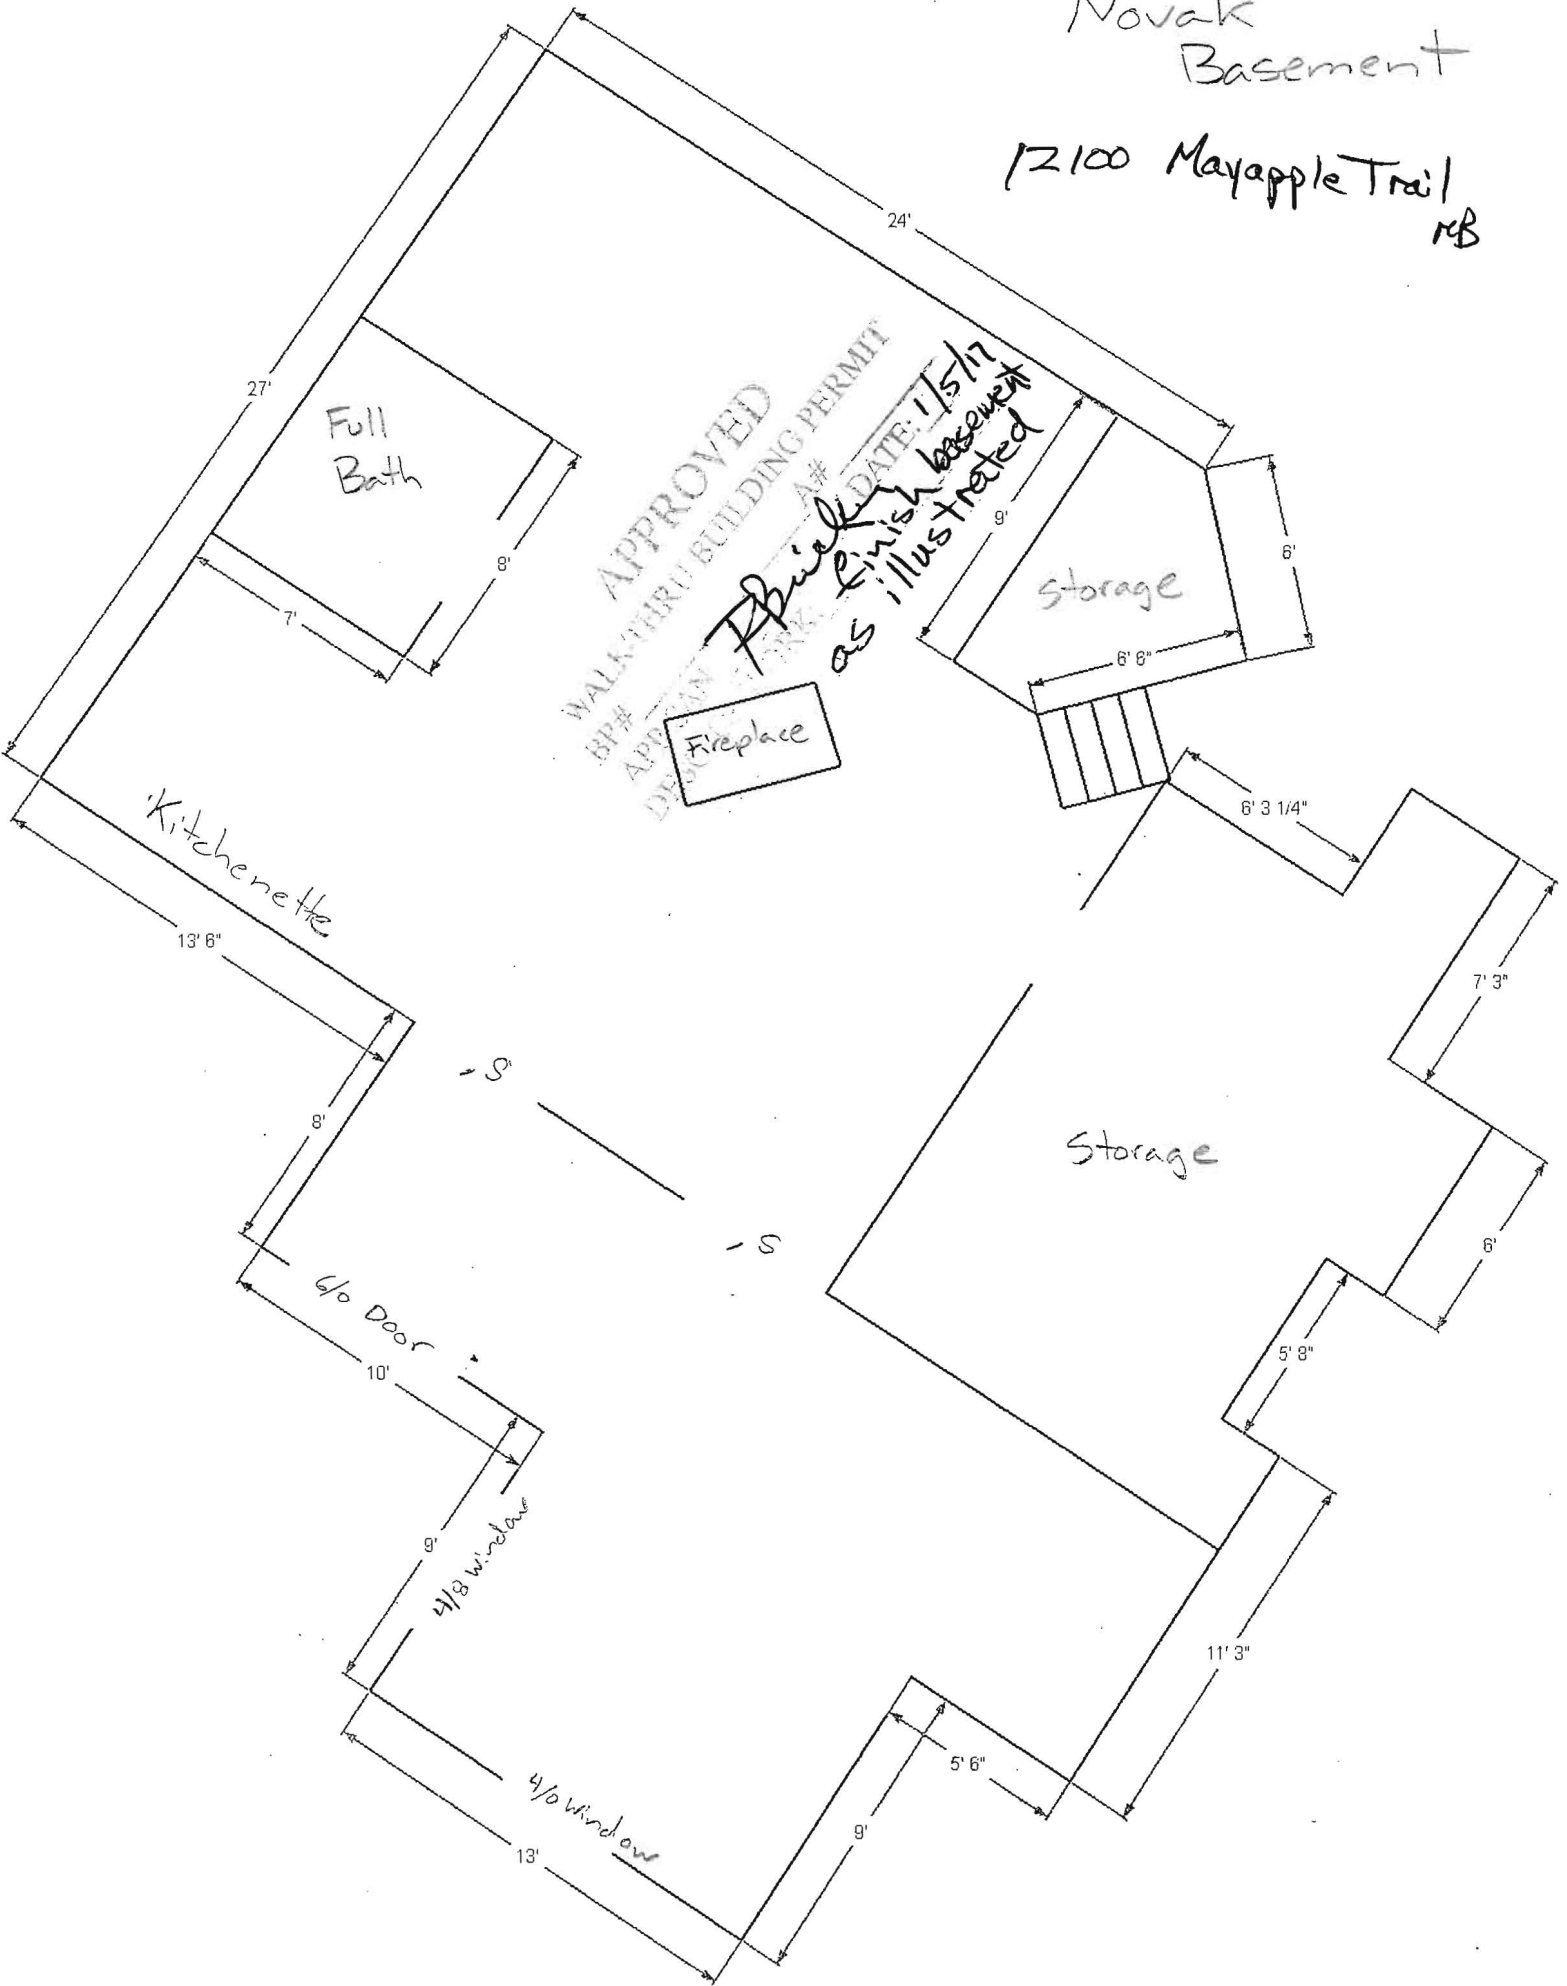 Novak
Basement
12100 Mayapple Trail
24'
27'
Full
Bath
8'
7'
APPROVED
WALK-THRU BUILDING PERMIT
BP#
A#
DATE: 1/5/17
finish basement
as illustrated
9'
Storage
6'
6' 6"
Fireplace
6' 3 1/4"
Kitchenette
13' 6"
7' 3"
8'
S
Storage
S
6'
6/0 Door
10'
5' 8"
9'
4/8 window
11' 3"
5' 6"
4/0 window
9'
13'